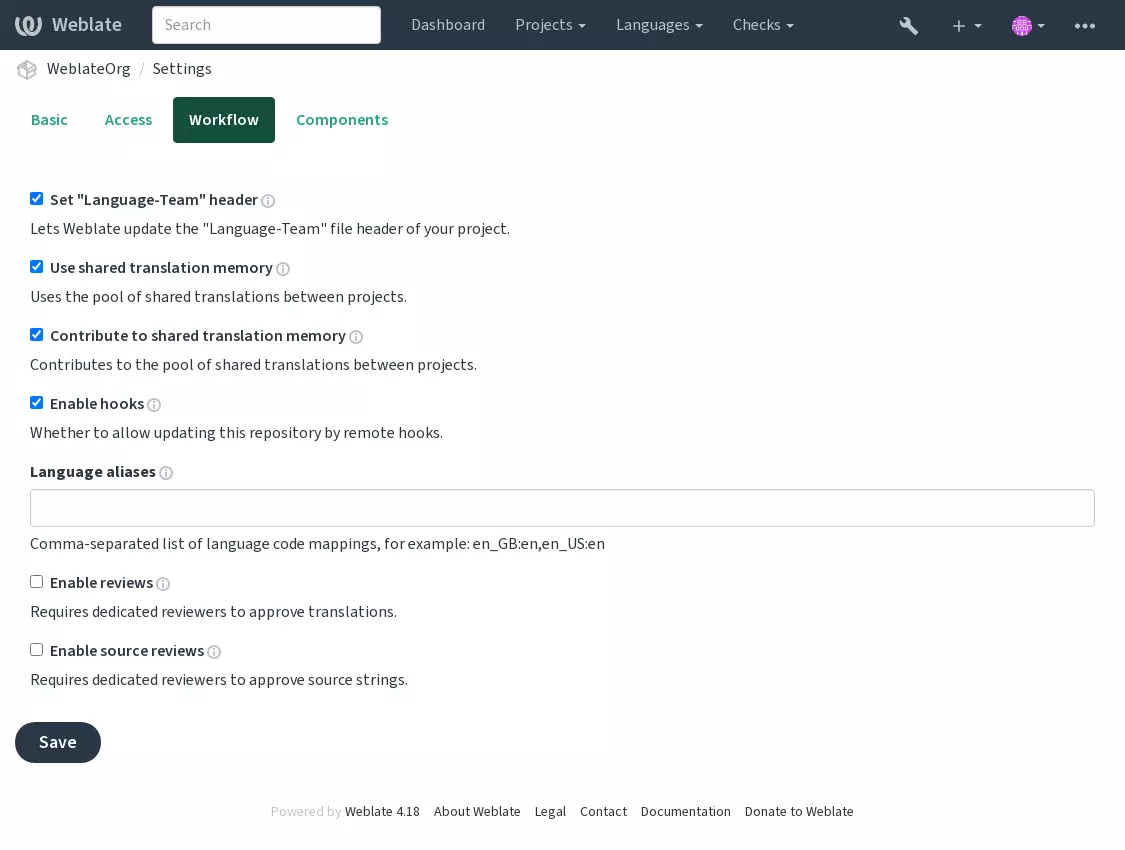 Weblate Search Dashboard Projects Languages Checks
WeblateOrg / Settings
Basic Access Workflow Components
Set "Language-Team" header
Lets Weblate update the "Language-Team" file header of your project.
Use shared translation memory
Uses the pool of shared translations between projects.
Contribute to shared translation memory
Contributes to the pool of shared translations between projects.
Enable hooks
Whether to allow updating this repository by remote hooks.
Language aliases
Comma-separated list of language code mappings, for example: en_GB:en,en_US:en
Enable reviews
Requires dedicated reviewers to approve translations.
Enable source reviews
Requires dedicated reviewers to approve source strings.
Save
Powered by Weblate 4.18 About Weblate Legal Contact Documentation Donate to Weblate